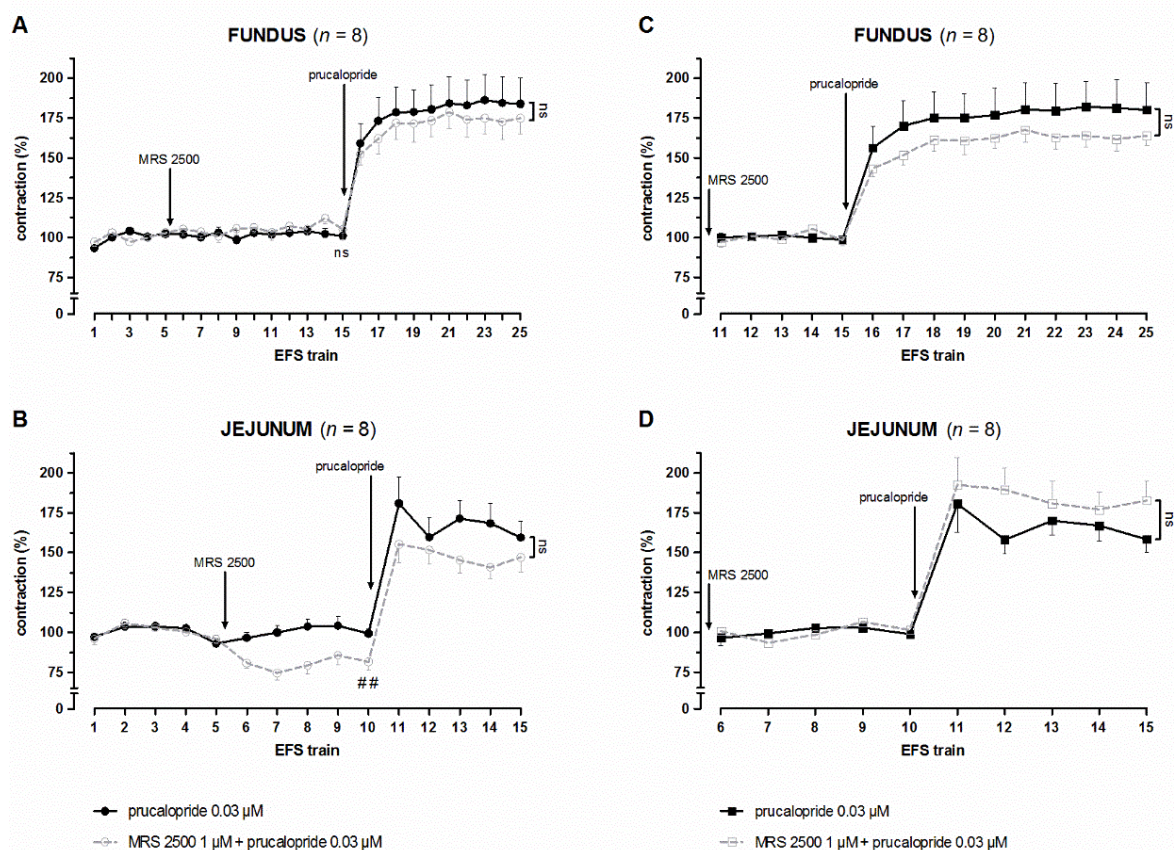 A
FUNDUS (n = 8)
contraction (%)
200
175
150
125
100
75
0
MRS 2500
prucalopride
ns
ns
1 3 5 7 9 11 13 15 17 19 21 23 25
EFS train
C
FUNDUS (n = 8)
contraction (%)
200
175
150
125
100
75
0
MRS 2500
prucalopride
ns
11 12 13 14 15 16 17 18 19 20 21 22 23 24 25
EFS train
B
JEJUNUM (n = 8)
contraction (%)
200
175
150
125
100
75
0
MRS 2500
prucalopride
ns
##
1 2 3 4 5 6 7 8 9 10 11 12 13 14 15
EFS train
D
JEJUNUM (n = 8)
contraction (%)
200
175
150
125
100
75
0
MRS 2500
prucalopride
ns
6 7 8 9 10 11 12 13 14 15
EFS train
prucalopride 0.03 µM
MRS 2500 1 µM + prucalopride 0.03 µM
prucalopride 0.03 µM
MRS 2500 1 µM + prucalopride 0.03 µM